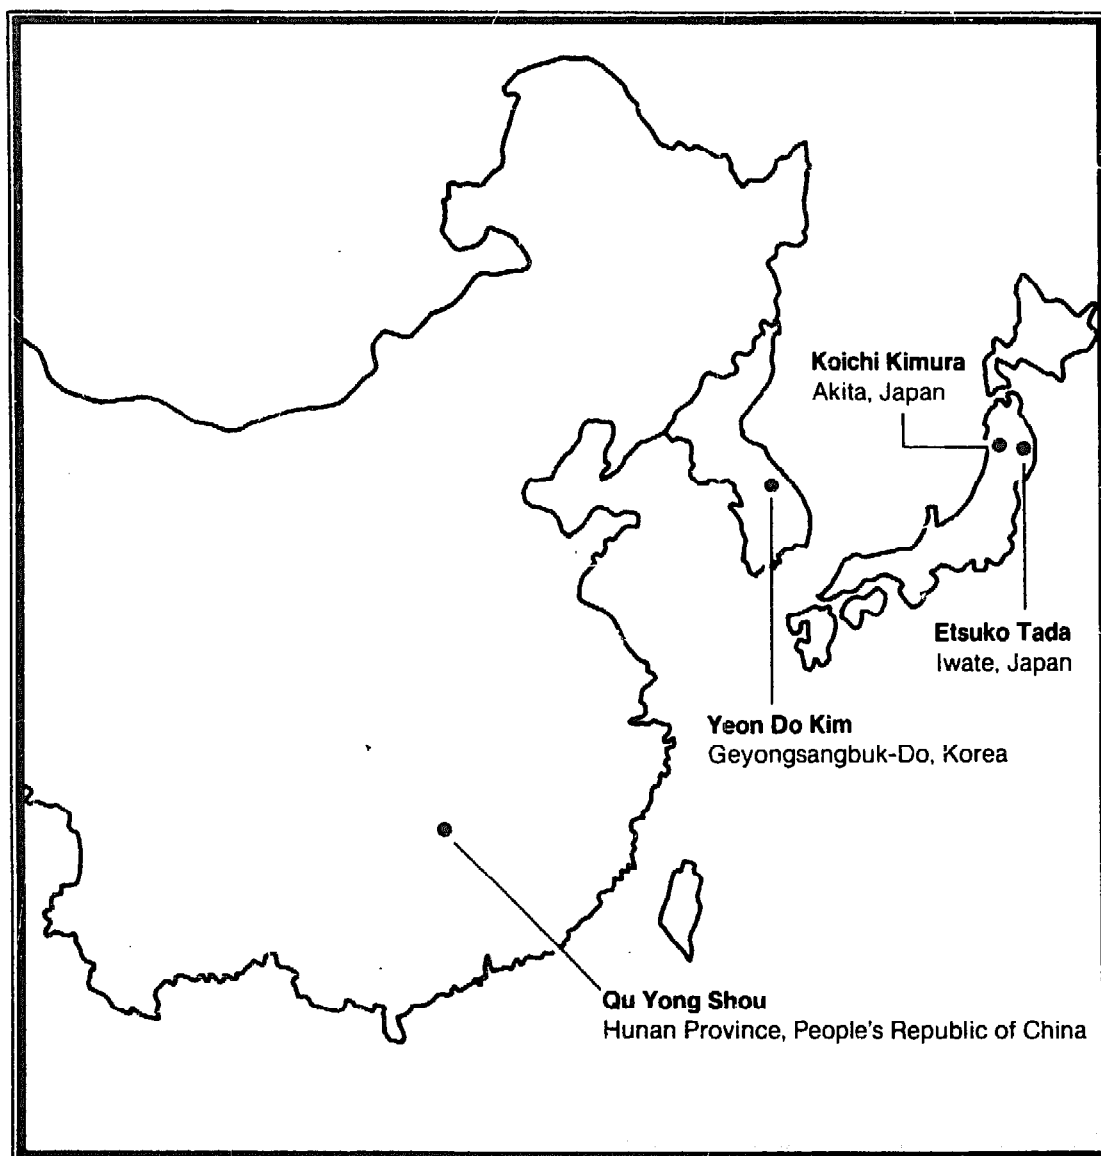 Koichi Kimura
Akita, Japan
Etsuko Tada
Iwate, Japan
Yeon Do Kim
Geyongsangbuk-Do, Korea
Qu Yong Shou
Hunan Province, People's Republic of China